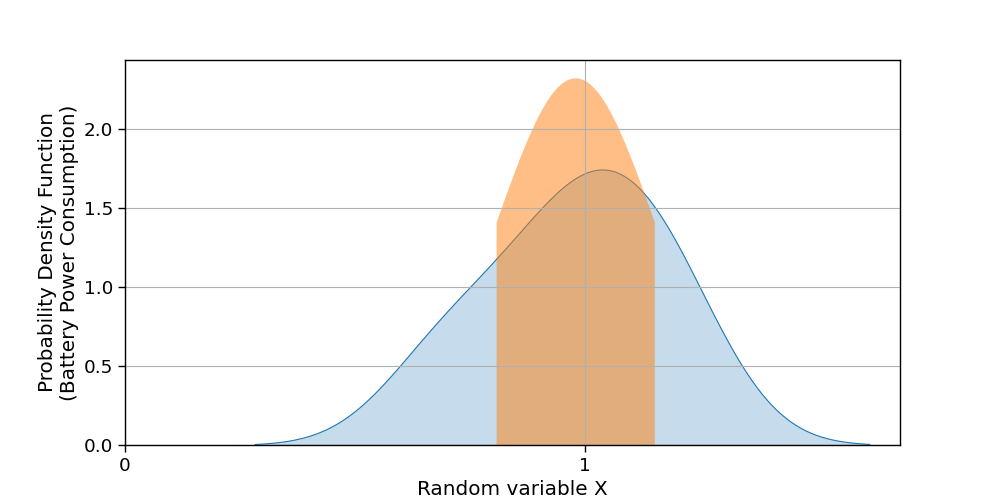 Probability Density Function
(Battery Power Consumption)
2.0
1.5
1.0
0.5
0.0
0
1
Random variable X